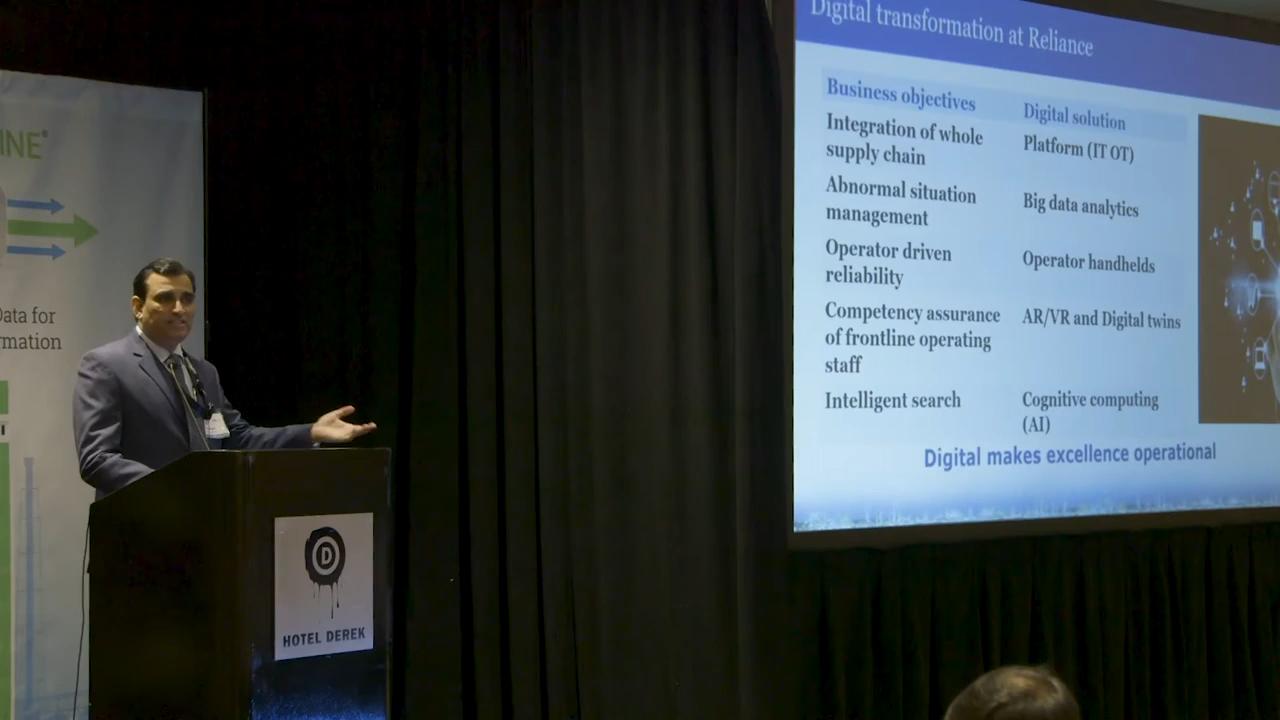 INE
Data for
rmation
D
HOTEL DEREK
Digital transformation at Reliance
Business objectives
Digital solution
Integration of whole
supply chain
Platform (IT OT)
Abnormal situation
management
Big data analytics
Operator driven
reliability
Operator handhelds
Competency assurance
of frontline operating
staff
AR/VR and Digital twins
Intelligent search
Cognitive computing
(AI)
Digital makes excellence operational